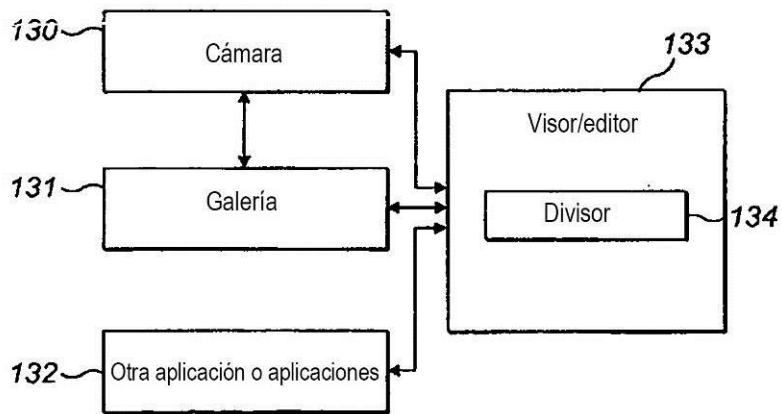 130
Cámara
133
Visor/editor
131
Galería
Divisor
134
132
Otra aplicación o aplicaciones